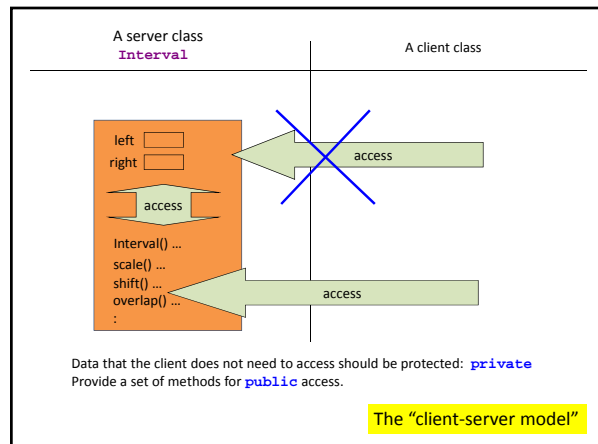 A server class
Interval
A client class
left
right
access
access
Interval() …
scale() …
shift() …
overlap() …
:
access
Data that the client does not need to access should be protected: private
Provide a set of methods for public access.
The “client-server model”